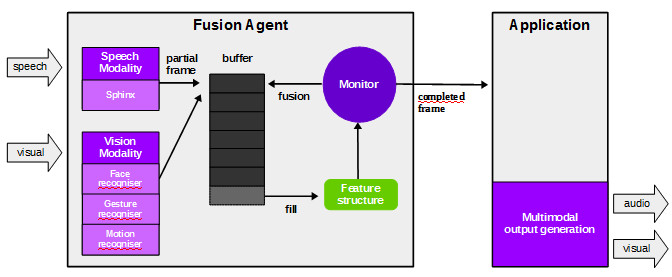 Fusion Agent
Application
speech
Speech
Modality
Sphinx
partial
frame
buffer
fusion
Monitor
completed
frame
visual
Vision
Modality
Face
recogniser
Gesture
recogniser
Motion
recogniser
fill
Feature
structure
Multimodal
output generation
audio
visual